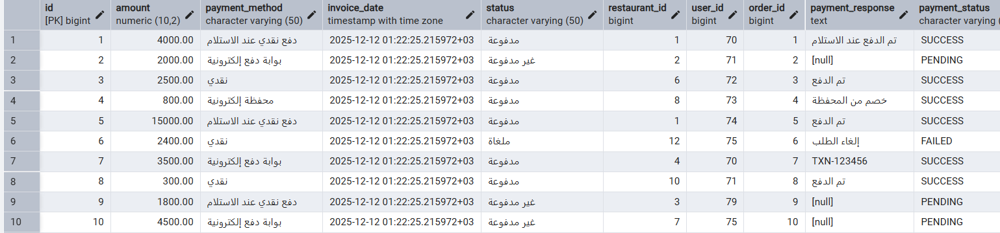 id amount payment_method invoice_date status restaurant_id user_id order_id payment_response payment_status
[PK] bigint numeric (10,2) character varying (50) timestamp with time zone character varying (50) bigint bigint bigint text character varying (
1 1 4000.00 دفع نقدي عند الاستلام 2025-12-12 01:22:25.215972+03 مدفوعة 1 70 1 تم الدفع عند الاستلام SUCCESS
2 2 2000.00 بوابة دفع إلكترونية 2025-12-12 01:22:25.215972+03 غير مدفوعة 2 71 2 [null] PENDING
3 3 2500.00 نقدي 2025-12-12 01:22:25.215972+03 مدفوعة 6 72 3 تم الدفع SUCCESS
4 4 800.00 محفظة إلكترونية 2025-12-12 01:22:25.215972+03 مدفوعة 8 73 4 خصم من المحفظة SUCCESS
5 5 15000.00 دفع نقدي عند الاستلام 2025-12-12 01:22:25.215972+03 مدفوعة 1 74 5 تم الدفع SUCCESS
6 6 2400.00 نقدي 2025-12-12 01:22:25.215972+03 ملغاة 12 75 6 إلغاء الطلب FAILED
7 7 3500.00 بوابة دفع إلكترونية 2025-12-12 01:22:25.215972+03 مدفوعة 4 70 7 TXN-123456 SUCCESS
8 8 300.00 نقدي 2025-12-12 01:22:25.215972+03 مدفوعة 10 71 8 تم الدفع SUCCESS
9 9 1800.00 دفع نقدي عند الاستلام 2025-12-12 01:22:25.215972+03 غير مدفوعة 3 79 9 [null] PENDING
10 10 4500.00 بوابة دفع إلكترونية 2025-12-12 01:22:25.215972+03 غير مدفوعة 7 75 10 [null] PENDING